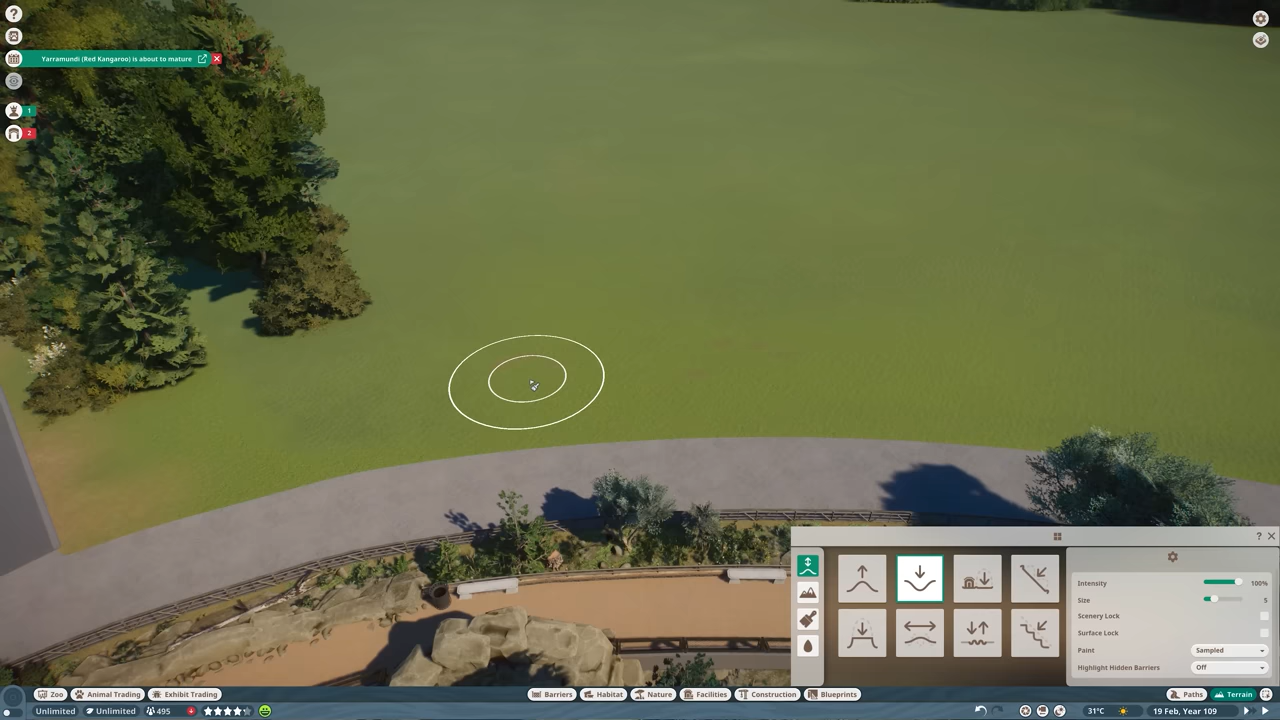 ?
Yarramundi (Red Kangaroo) is about to mature
1
2
?
Intensity 100%
Size 5
Scenery Lock
Surface Lock
Paint Sampled
Highlight Hidden Barriers Off
Zoo Animal Trading Exhibit Trading Barriers Habitat Nature Facilities Construction Blueprints Paths Terrain
Unlimited Unlimited 495 31°C 19 Feb, Year 109